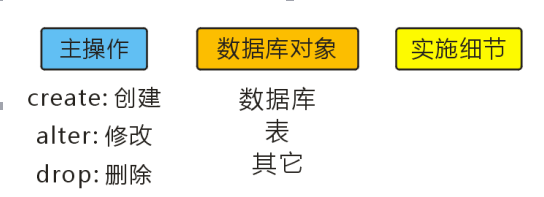 主操作 数据库对象 实施细节
create: 创建 数据库
alter: 修改 表
drop: 删除 其它